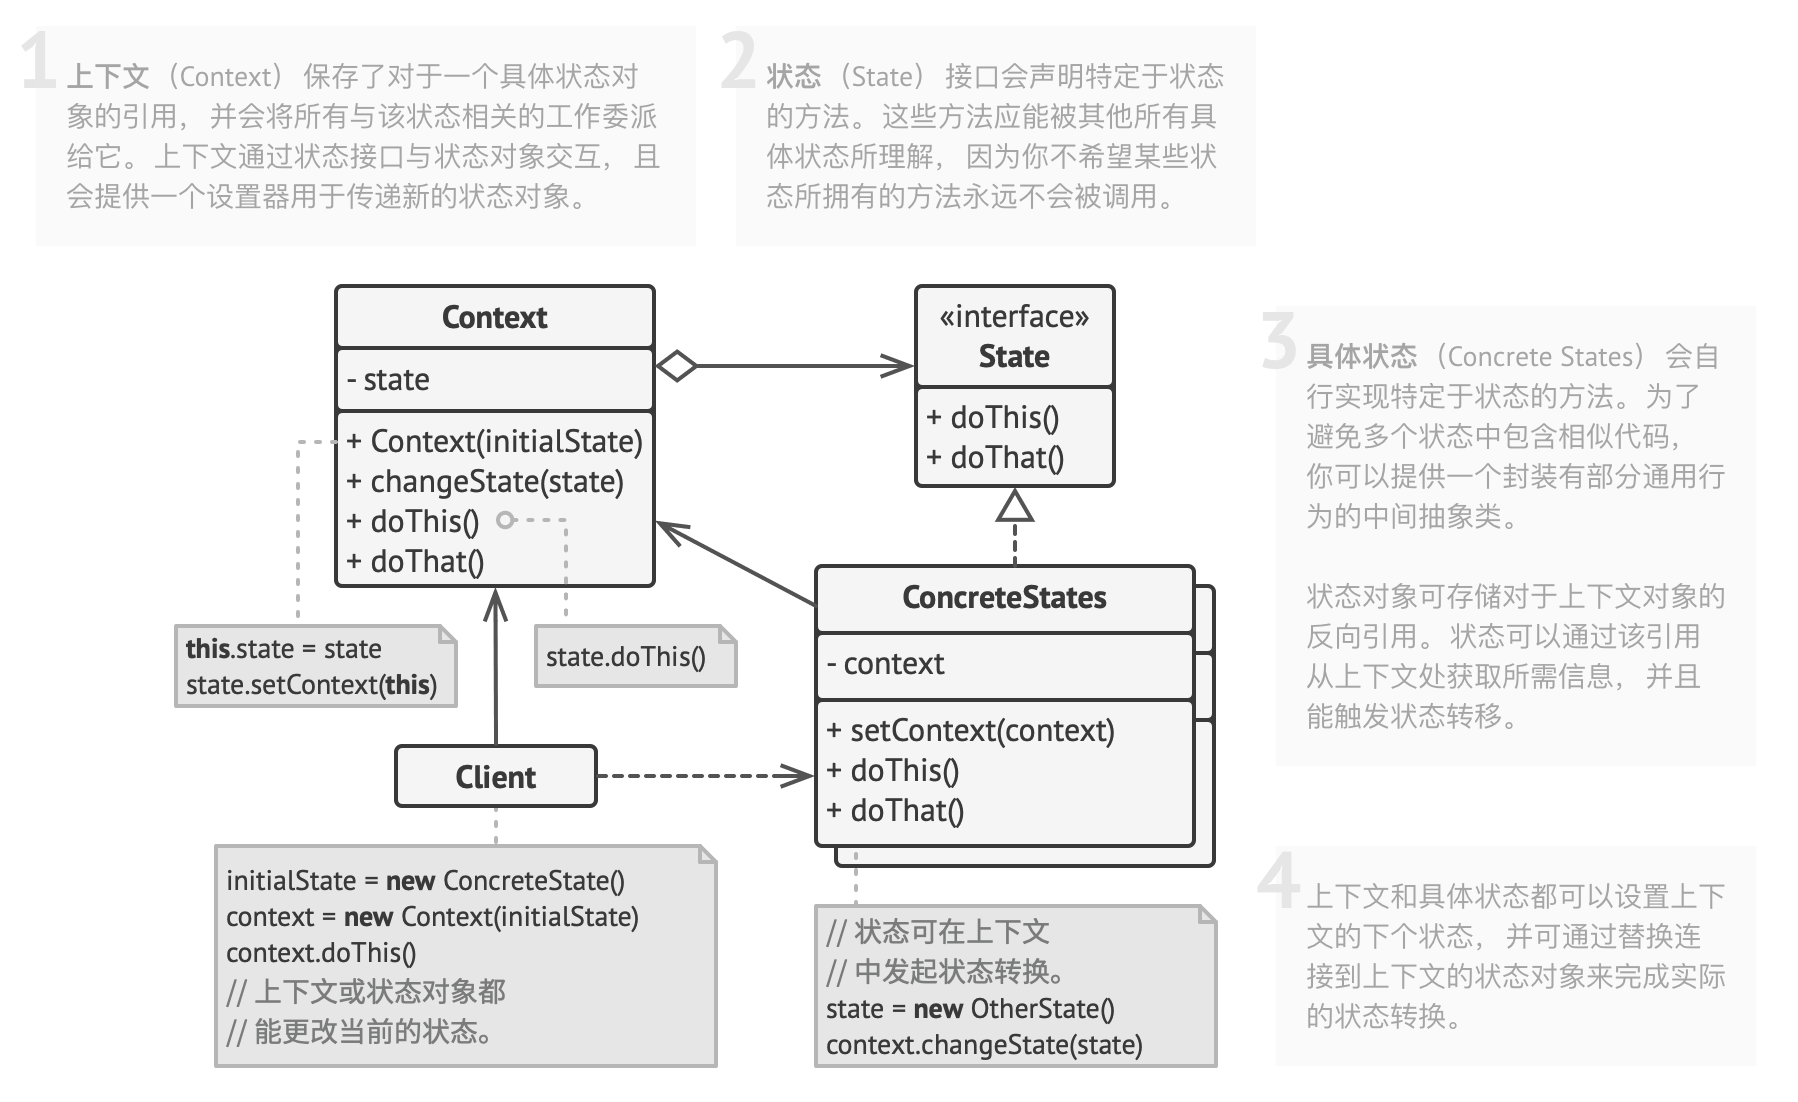 1
上下文（Context） 保存了对于一个具体状态对
象的引用， 并会将所有与该状态相关的工作委派
给它。 上下文通过状态接口与状态对象交互， 且
会提供一个设置器用于传递新的状态对象。
2
状态（State） 接口会声明特定于状态
的方法。 这些方法应能被其他所有具
体状态所理解， 因为你不希望某些状
态所拥有的方法永远不会被调用。
Context
- state
+ Context(initialState)
+ changeState(state)
+ doThis()
+ doThat()
«interface»
State
+ doThis()
+ doThat()
3
具体状态（Concrete States） 会自
行实现特定于状态的方法。 为了
避免多个状态中包含相似代码，
你可以提供一个封装有部分通用行
为的中间抽象类。
状态对象可存储对于上下文对象的
反向引用。 状态可以通过该引用
从上下文处获取所需信息， 并且
能触发状态转移。
this.state = state
state.setContext(this)
state.doThis()
ConcreteStates
- context
+ setContext(context)
+ doThis()
+ doThat()
Client
initialState = new ConcreteState()
context = new Context(initialState)
context.doThis()
// 上下文或状态对象都
// 能更改当前的状态。
// 状态可在上下文
// 中发起状态转换。
state = new OtherState()
context.changeState(state)
4
上下文和具体状态都可以设置上下
文的下个状态， 并可通过替换连
接到上下文的状态对象来完成实际
的状态转换。